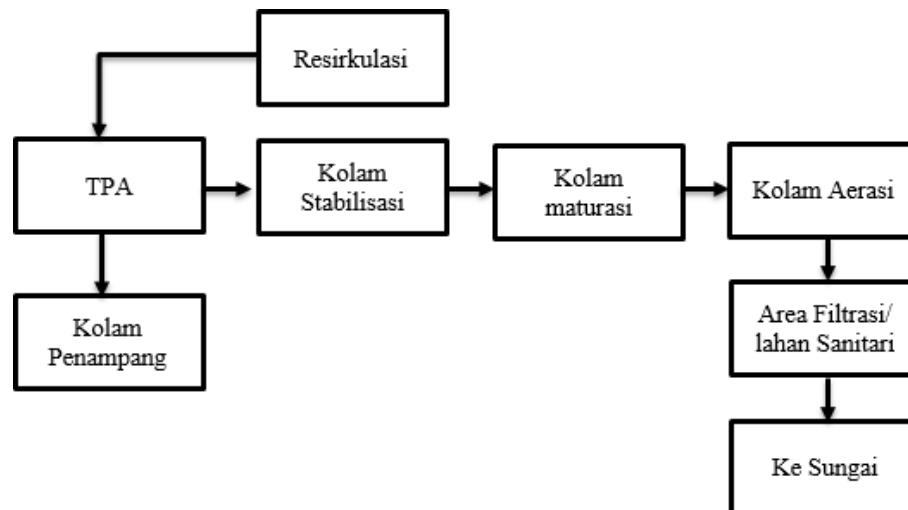 Resirkulasi
TPA
Kolam
Stabilisasi
Kolam
maturasi
Kolam Aerasi
Kolam
Penampang
Area Filtrasi/
lahan Sanitari
Ke Sungai